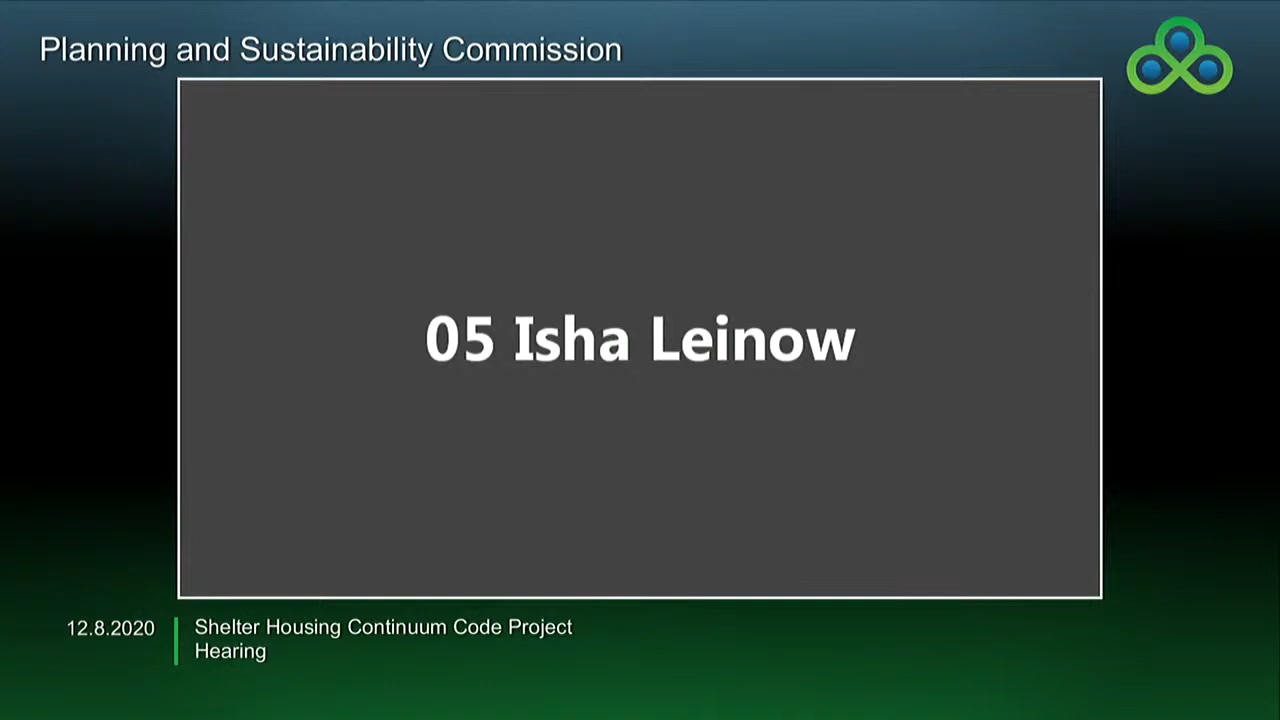 Planning and Sustainability Commission
05 Isha Leinow
12.8.2020
Shelter Housing Continuum Code Project
Hearing